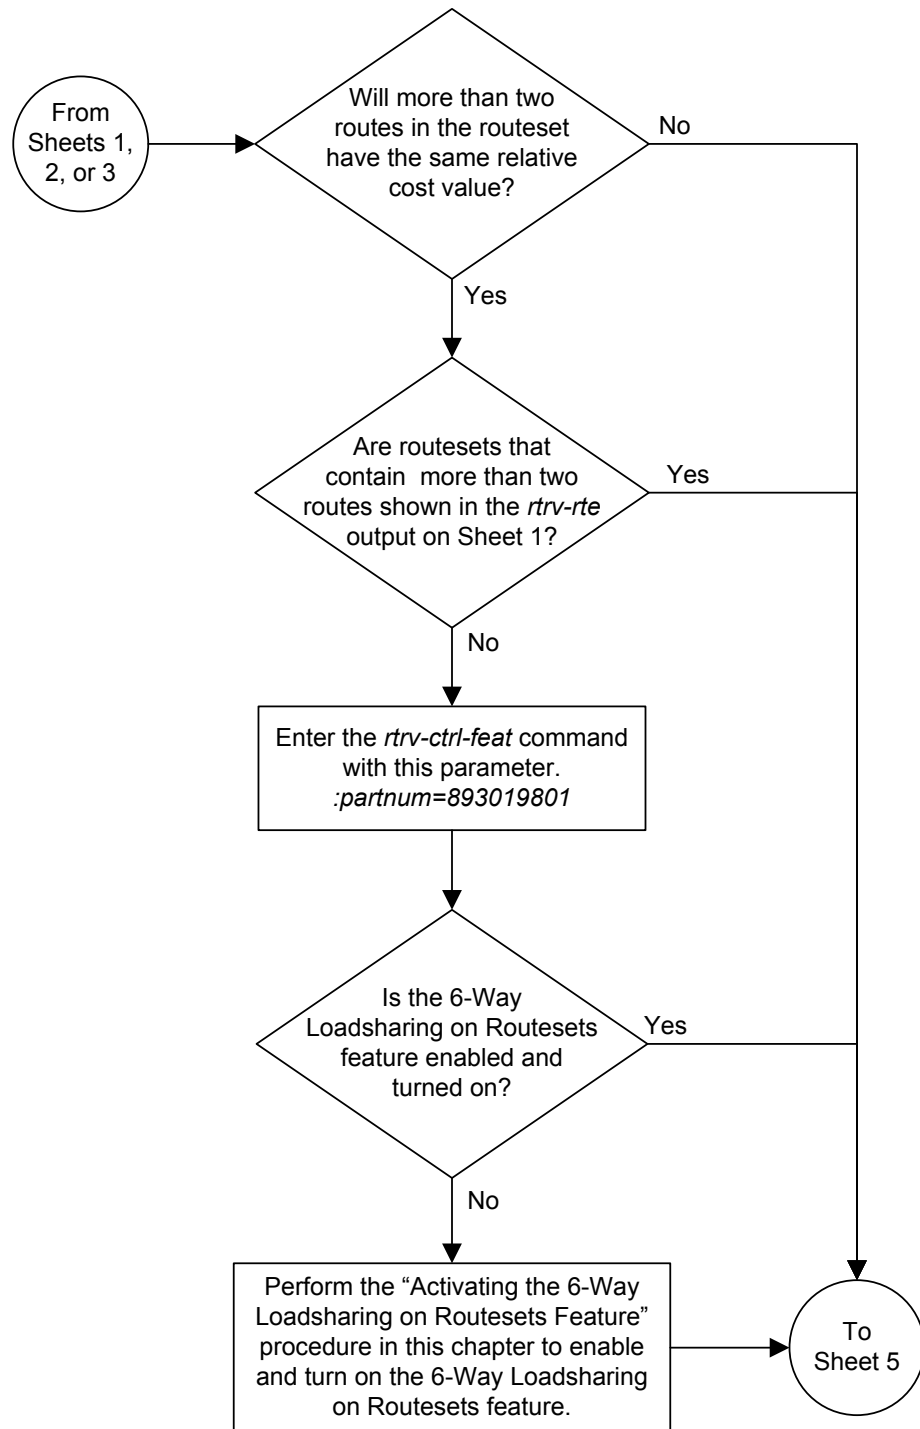 From
Sheets 1,
2, or 3
Will more than two
routes in the routeset
have the same relative
cost value?
No
Yes
Are routesets that
contain  more than two
routes shown in the rtrv-rte
output on Sheet 1?
Yes
No
Enter the rtrv-ctrl-feat command
with this parameter.
:partnum=893019801
Is the 6-Way
Loadsharing on Routesets
feature enabled and
turned on?
Yes
No
Perform the “Activating the 6-Way
Loadsharing on Routesets Feature”
procedure in this chapter to enable
and turn on the 6-Way Loadsharing
on Routesets feature.
To
Sheet 5